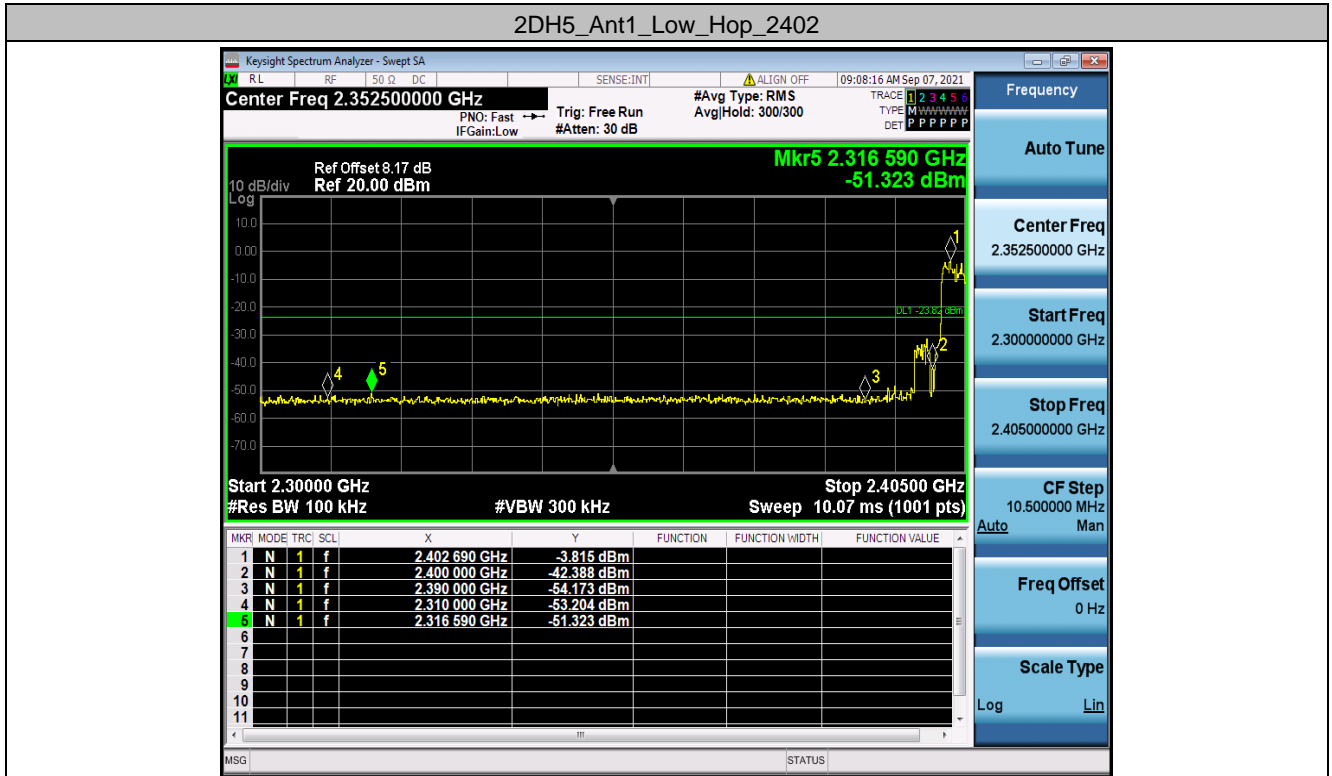 2DH5_Ant1_Low_Hop_2402
Keysight Spectrum Analyzer - Swept SA
LXI RL RF 50 Ω DC SENSE:INT ALIGN OFF 09:08:16 AM Sep 07, 2021
Center Freq 2.352500000 GHz
PNO: Fast
IFGain:Low
Trig: Free Run
#Atten: 30 dB
#Avg Type: RMS
Avg|Hold: 300/300
TRACE 1 2 3 4 5 6
TYPE M W W W W W
DET P P P P P P
Ref Offset 8.17 dB
10 dB/div Ref 20.00 dBm
Log
Mkr5 2.316 590 GHz
-51.323 dBm
10.0
0.00
-10.0
-20.0
-30.0
-40.0
-50.0
-60.0
-70.0
DL1 -23.82 dBm
1
2
3
4
5
Start 2.30000 GHz Stop 2.40500 GHz
#Res BW 100 kHz #VBW 300 kHz Sweep 10.07 ms (1001 pts)
MKR MODE TRC SCL X Y FUNCTION FUNCTION WIDTH FUNCTION VALUE
1 N 1 f 2.402 690 GHz -3.815 dBm
2 N 1 f 2.400 000 GHz -42.388 dBm
3 N 1 f 2.390 000 GHz -54.173 dBm
4 N 1 f 2.310 000 GHz -53.204 dBm
5 N 1 f 2.316 590 GHz -51.323 dBm
6
7
8
9
10
11
MSG STATUS
Frequency
Auto Tune
Center Freq
2.352500000 GHz
Start Freq
2.300000000 GHz
Stop Freq
2.405000000 GHz
CF Step
10.500000 MHz
Auto Man
Freq Offset
0 Hz
Scale Type
Log Lin